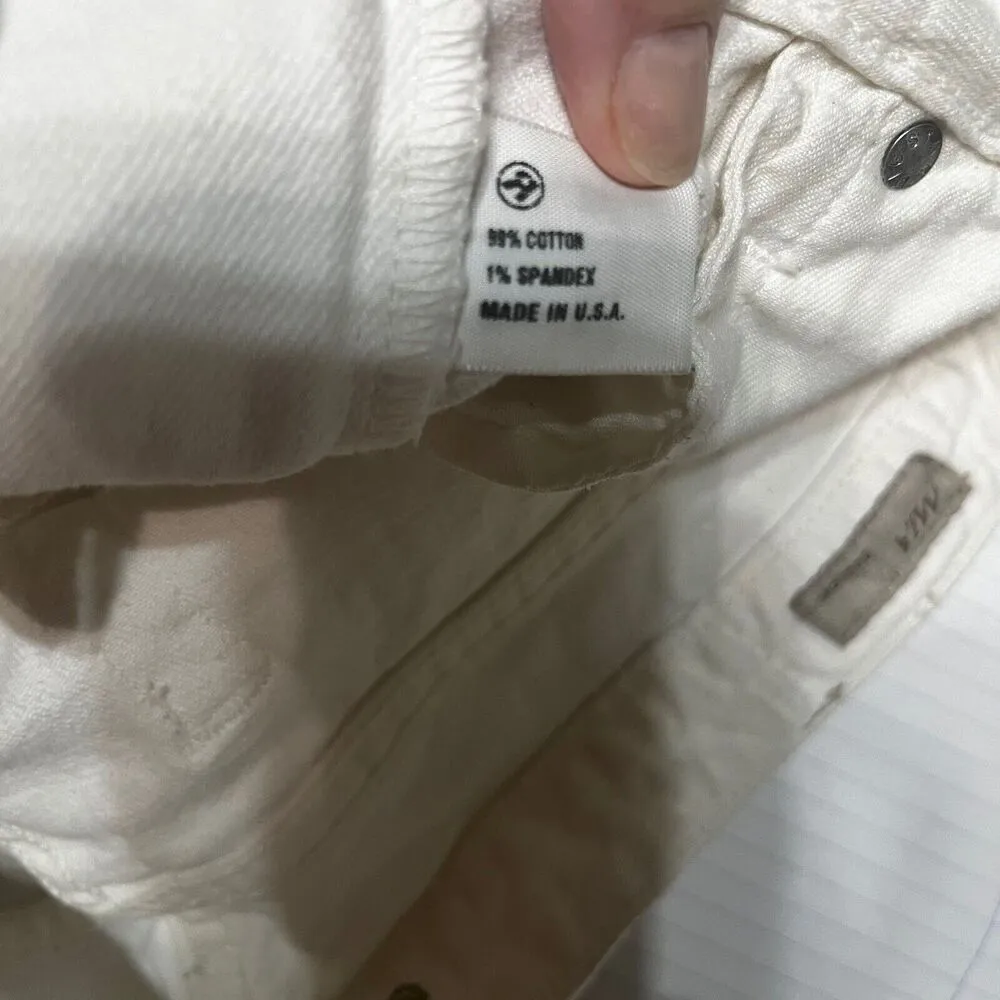 99% COTTON
1% SPANDEX
MADE IN U.S.A.